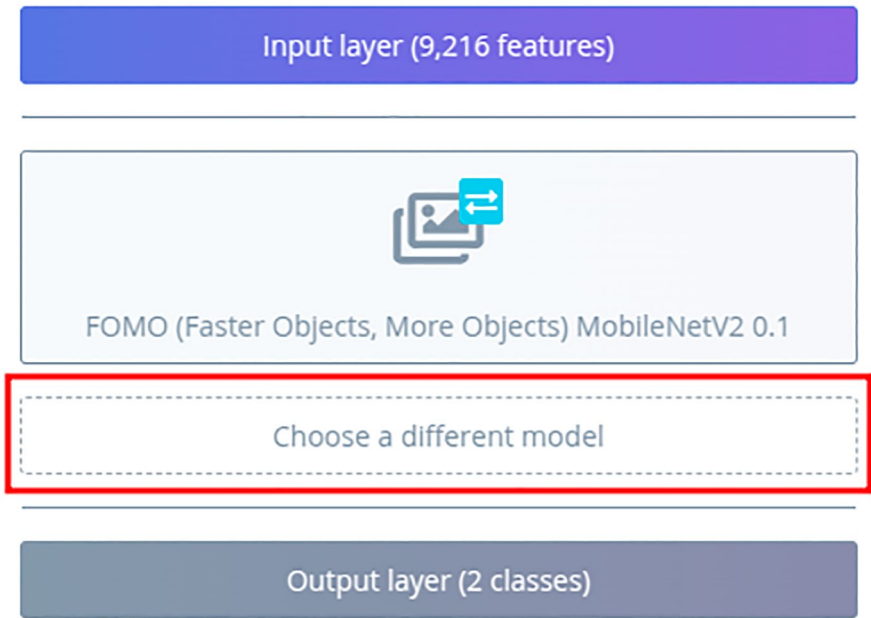 Input layer (9,216 features)
FOMO (Faster Objects, More Objects) MobileNetV2 0.1
Choose a different model
Output layer (2 classes)